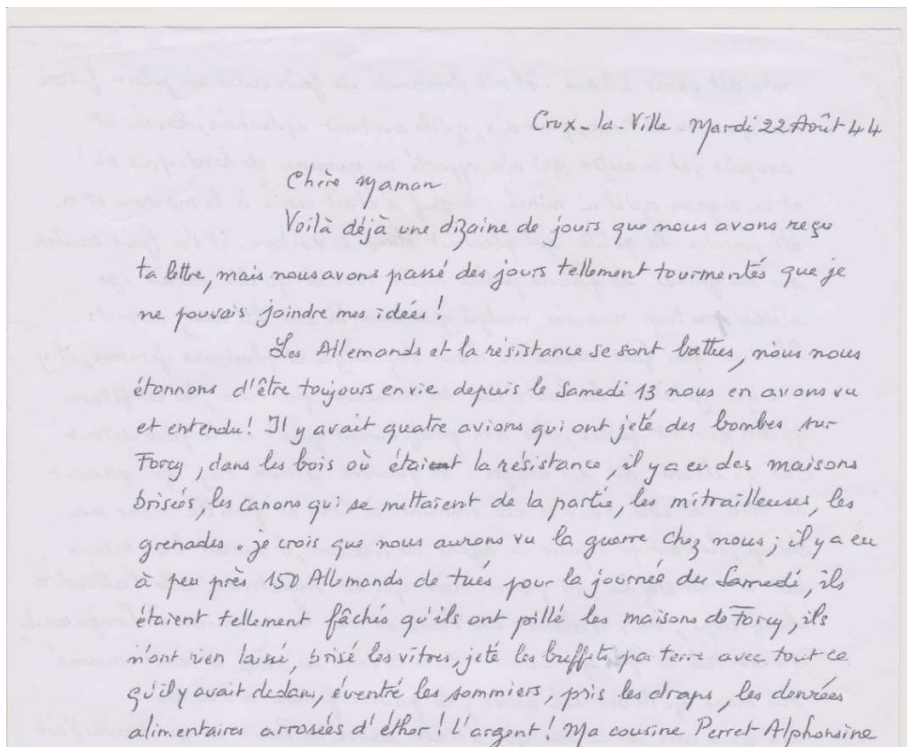 Crux-la-Ville Mardi 22 Août 44
Chère Maman
Voilà déjà une dizaine de jours que nous avons reçu
ta lettre, mais nous avons passé des jours tellement tourmentés que je
ne pouvais joindre mes idées !
Les Allemands et la résistance se sont battus, nous nous
étonnons d'être toujours en vie depuis le Samedi 13 nous en avons vu
et entendu ! Il y avait quatre avions qui ont jeté des bombes sur
Forcy, dans les bois où étaient la résistance, il y a eu des maisons
brisées, les canons qui se mettaient de la partie, les mitrailleuses, les
grenades. je crois que nous aurons vu la guerre chez nous ; il y a eu
à peu près 150 Allemands de tués pour la journée du Samedi, ils
étaient tellement fâchés qu'ils ont pillé les maisons de Forcy, ils
n'ont rien laissé, brisé les vitres, jeté les buffets par terre avec tout ce
qu'il y avait dedans, éventré les sommiers, pris les draps, les denrées
alimentaires arrosées d'éther ! l'argent ! Ma cousine Perret Alphonsine